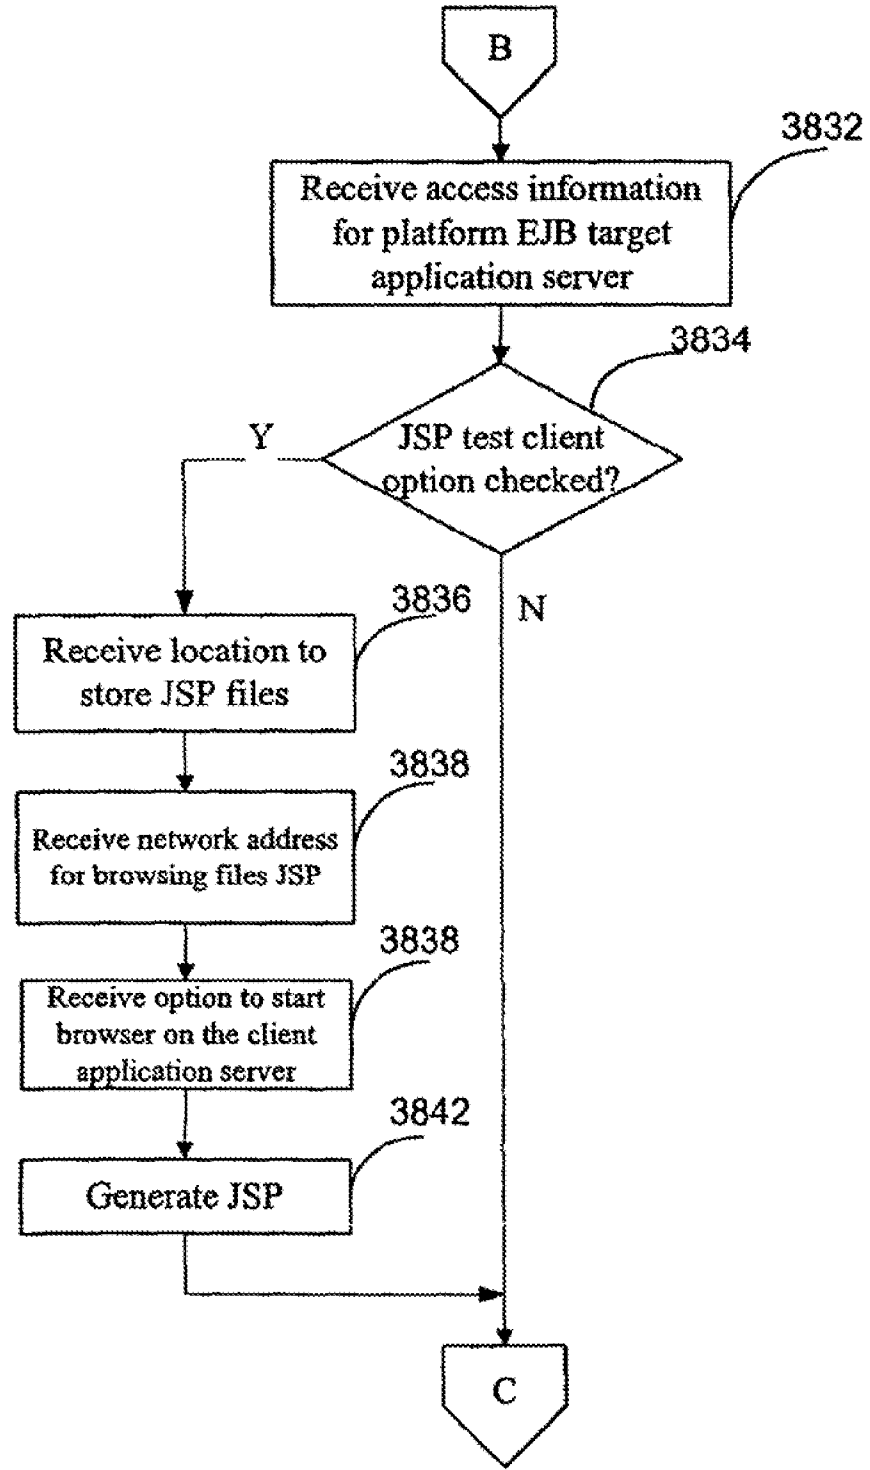 B
3832
Receive access information
for platform EJB target
application server
3834
JSP test client
option checked?
Y
N
3836
Receive location to
store JSP files
3838
Receive network address
for browsing files JSP
3838
Receive option to start
browser on the client
application server
3842
Generate JSP
C